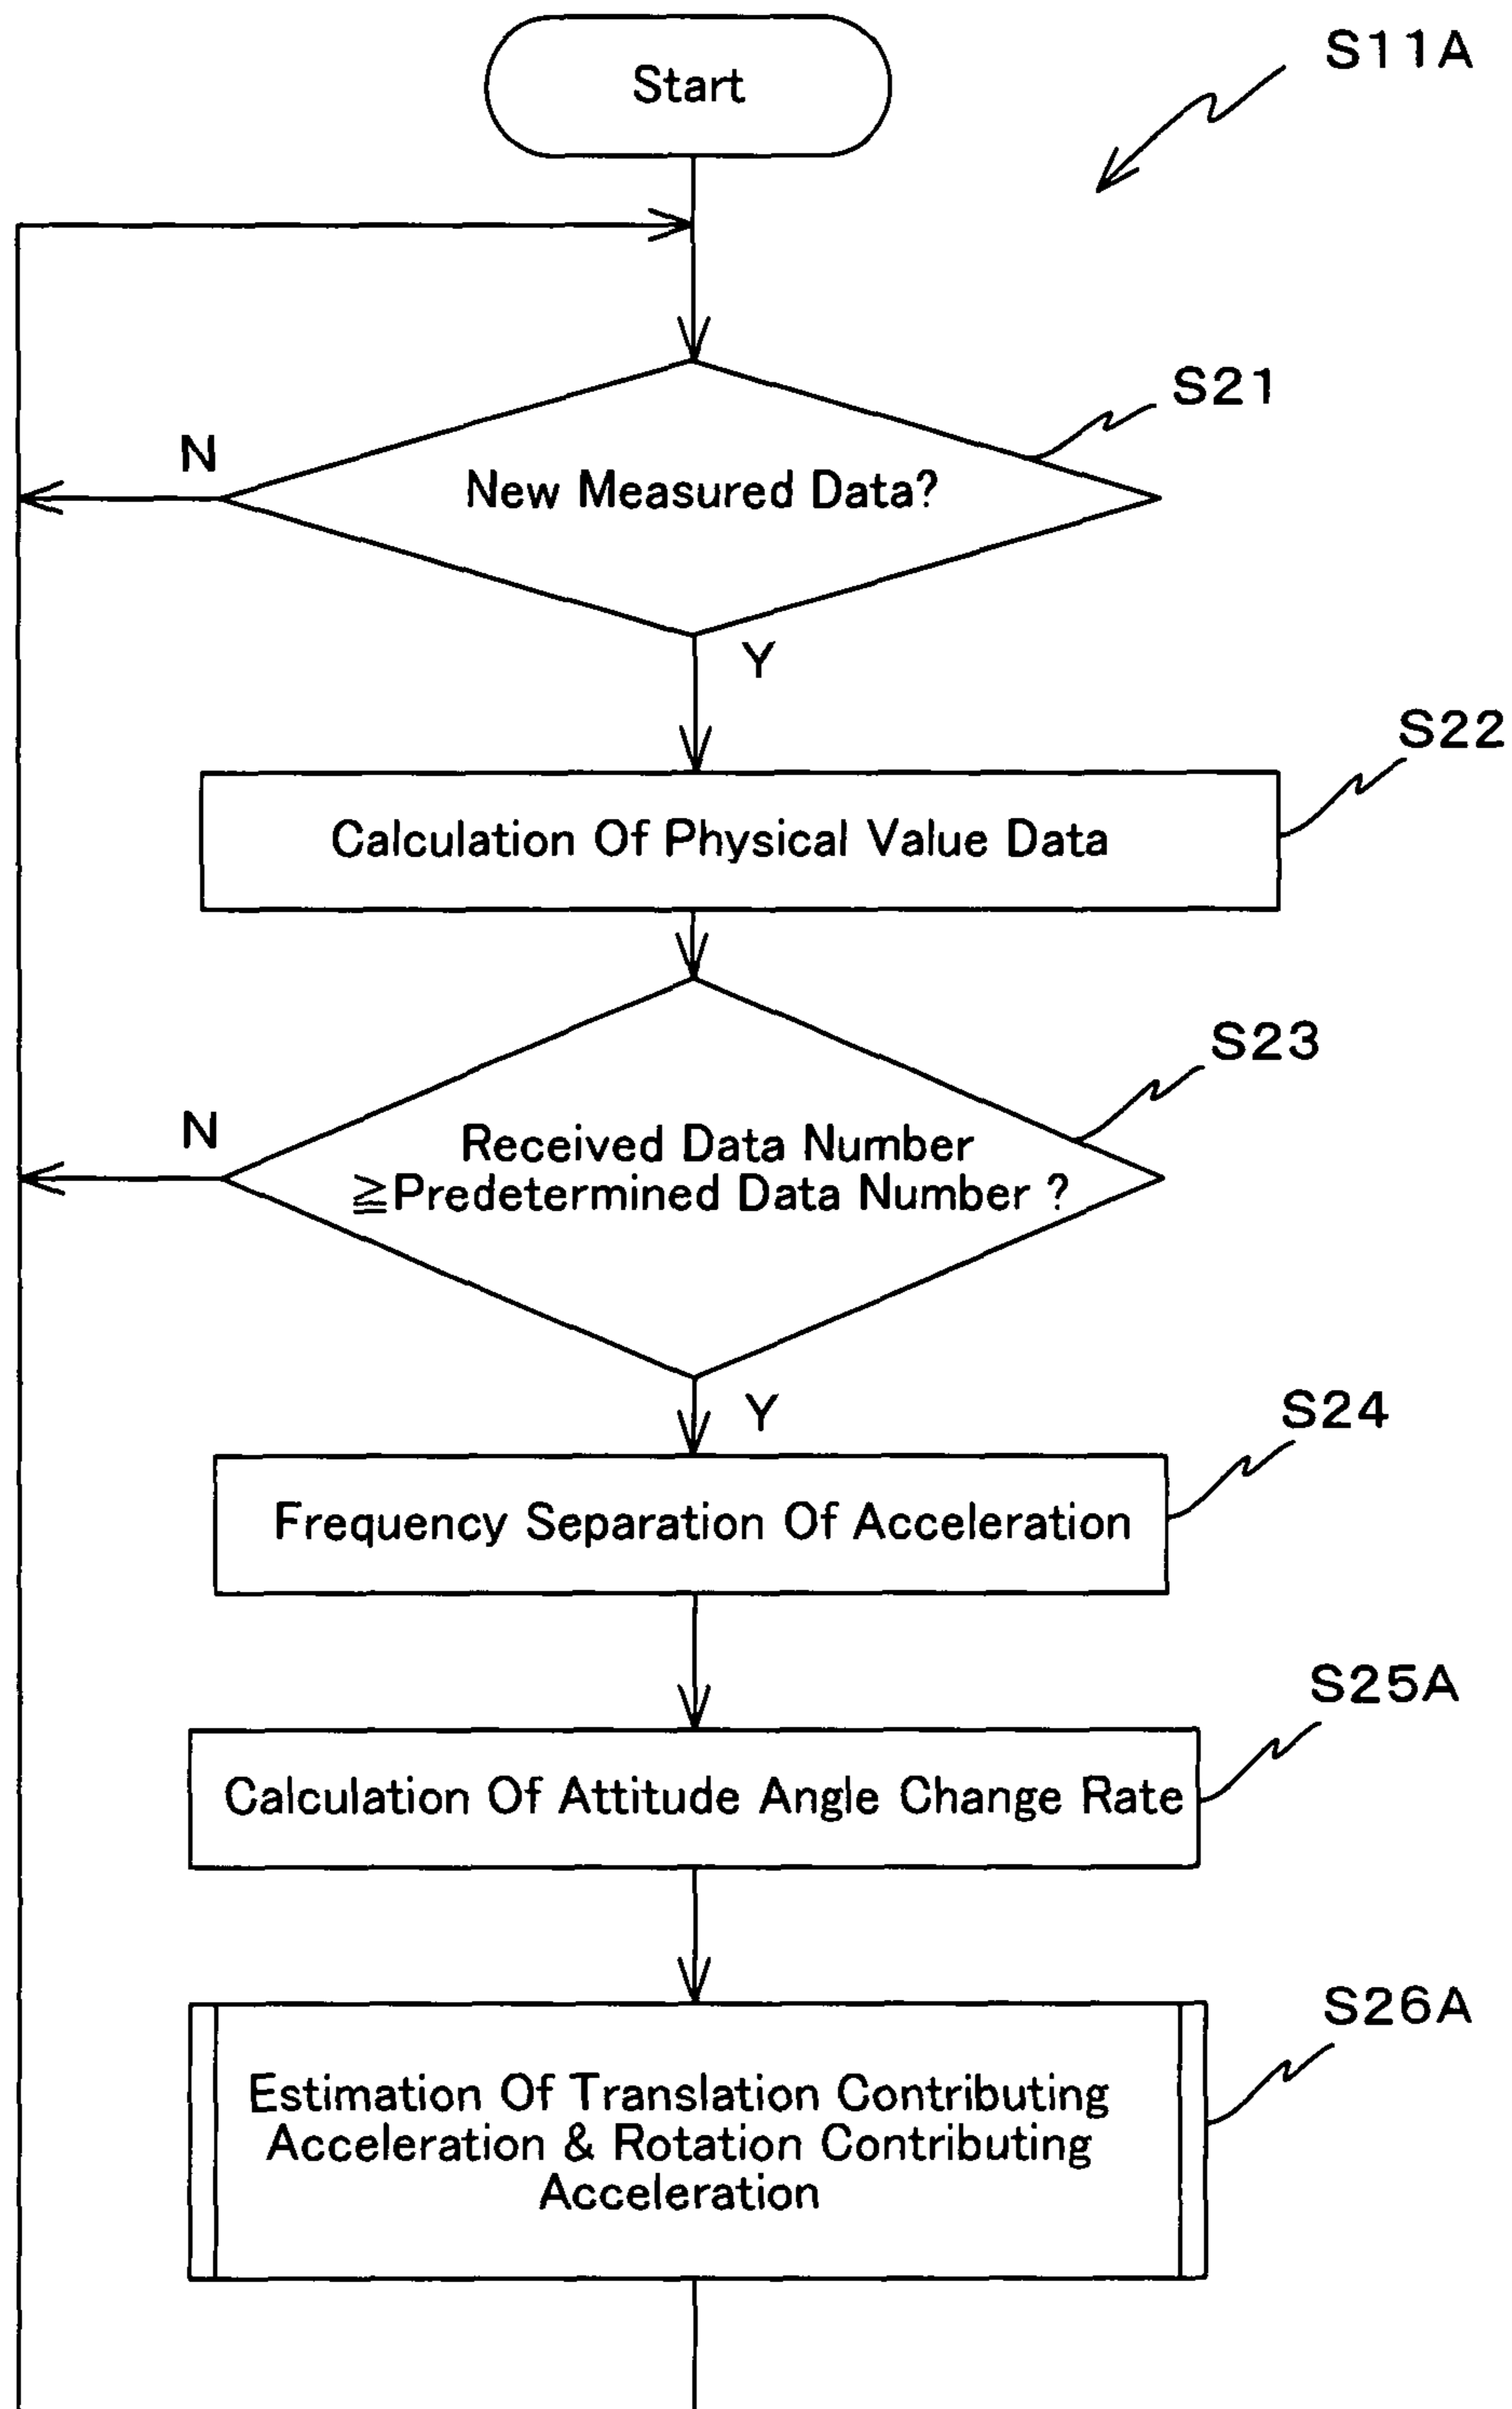 Start
S11A
S21
N
New Measured Data?
Y
S22
Calculation Of Physical Value Data
S23
N
Received Data Number
≧Predetermined Data Number ?
Y
S24
Frequency Separation Of Acceleration
S25A
Calculation Of Attitude Angle Change Rate
S26A
Estimation Of Translation Contributing
Acceleration & Rotation Contributing
Acceleration